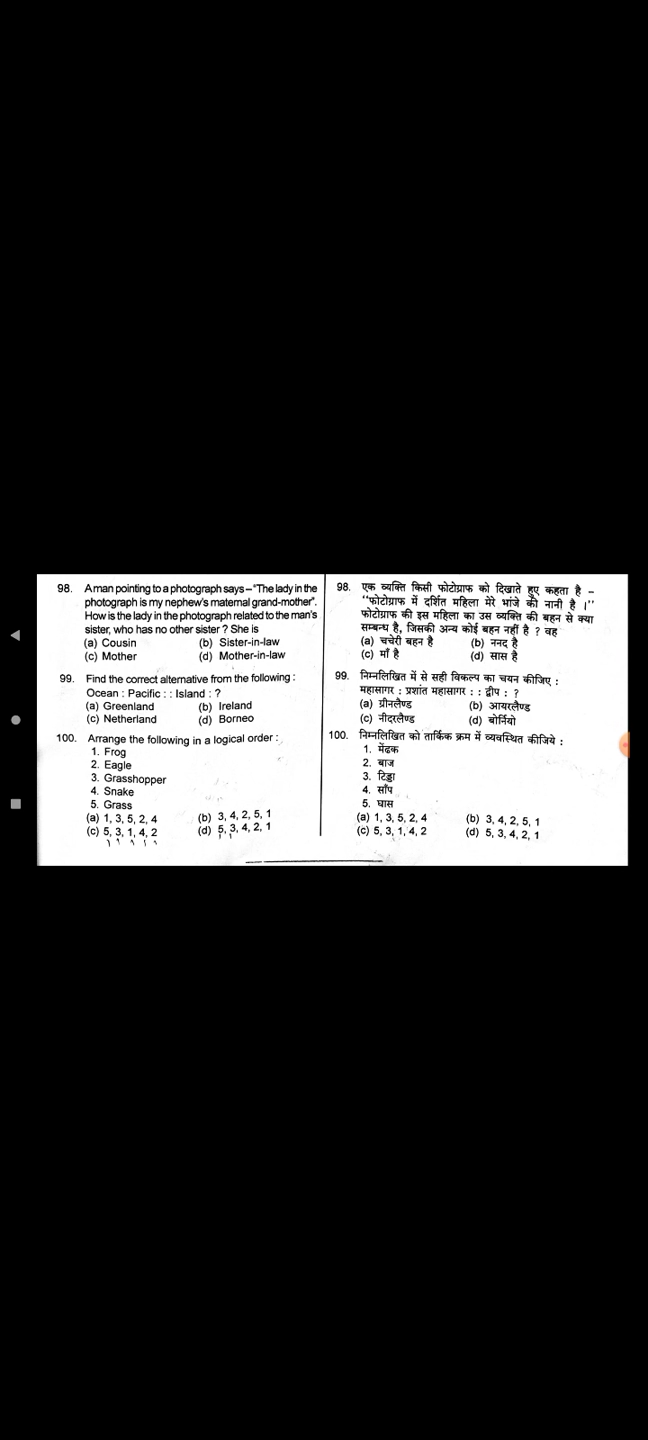 98. A man pointing to a photograph says – "The lady in the
photograph is my nephew's maternal grand-mother".
How is the lady in the photograph related to the man's
sister, who has no other sister ? She is
(a) Cousin (b) Sister-in-law
(c) Mother (d) Mother-in-law
99. Find the correct alternative from the following :
Ocean : Pacific : : Island : ?
(a) Greenland (b) Ireland
(c) Netherland (d) Borneo
100. Arrange the following in a logical order :
1. Frog
2. Eagle
3. Grasshopper
4. Snake
5. Grass
(a) 1, 3, 5, 2, 4 (b) 3, 4, 2, 5, 1
(c) 5, 3, 1, 4, 2 (d) 5, 3, 4, 2, 1
98. एक व्यक्ति किसी फोटोग्राफ को दिखाते हुए कहता है –
‘‘फोटोग्राफ में दर्शित महिला मेरे भांजे की नानी है ।’’
फोटोग्राफ की इस महिला का उस व्यक्ति की बहन से क्या
सम्बन्ध है, जिसकी अन्य कोई बहन नहीं है ? वह
(a) चचेरी बहन है (b) ननद है
(c) माँ है (d) सास है
99. निम्नलिखित में से सही विकल्प का चयन कीजिए :
महासागर : प्रशांत महासागर : : द्वीप : ?
(a) ग्रीनलैण्ड (b) आयरलैण्ड
(c) नीदरलैण्ड (d) बोर्नियो
100. निम्नलिखित को तार्किक क्रम में व्यवस्थित कीजिये :
1. मेंढक
2. बाज
3. टिड्डा
4. साँप
5. घास
(a) 1, 3, 5, 2, 4 (b) 3, 4, 2, 5, 1
(c) 5, 3, 1, 4, 2 (d) 5, 3, 4, 2, 1